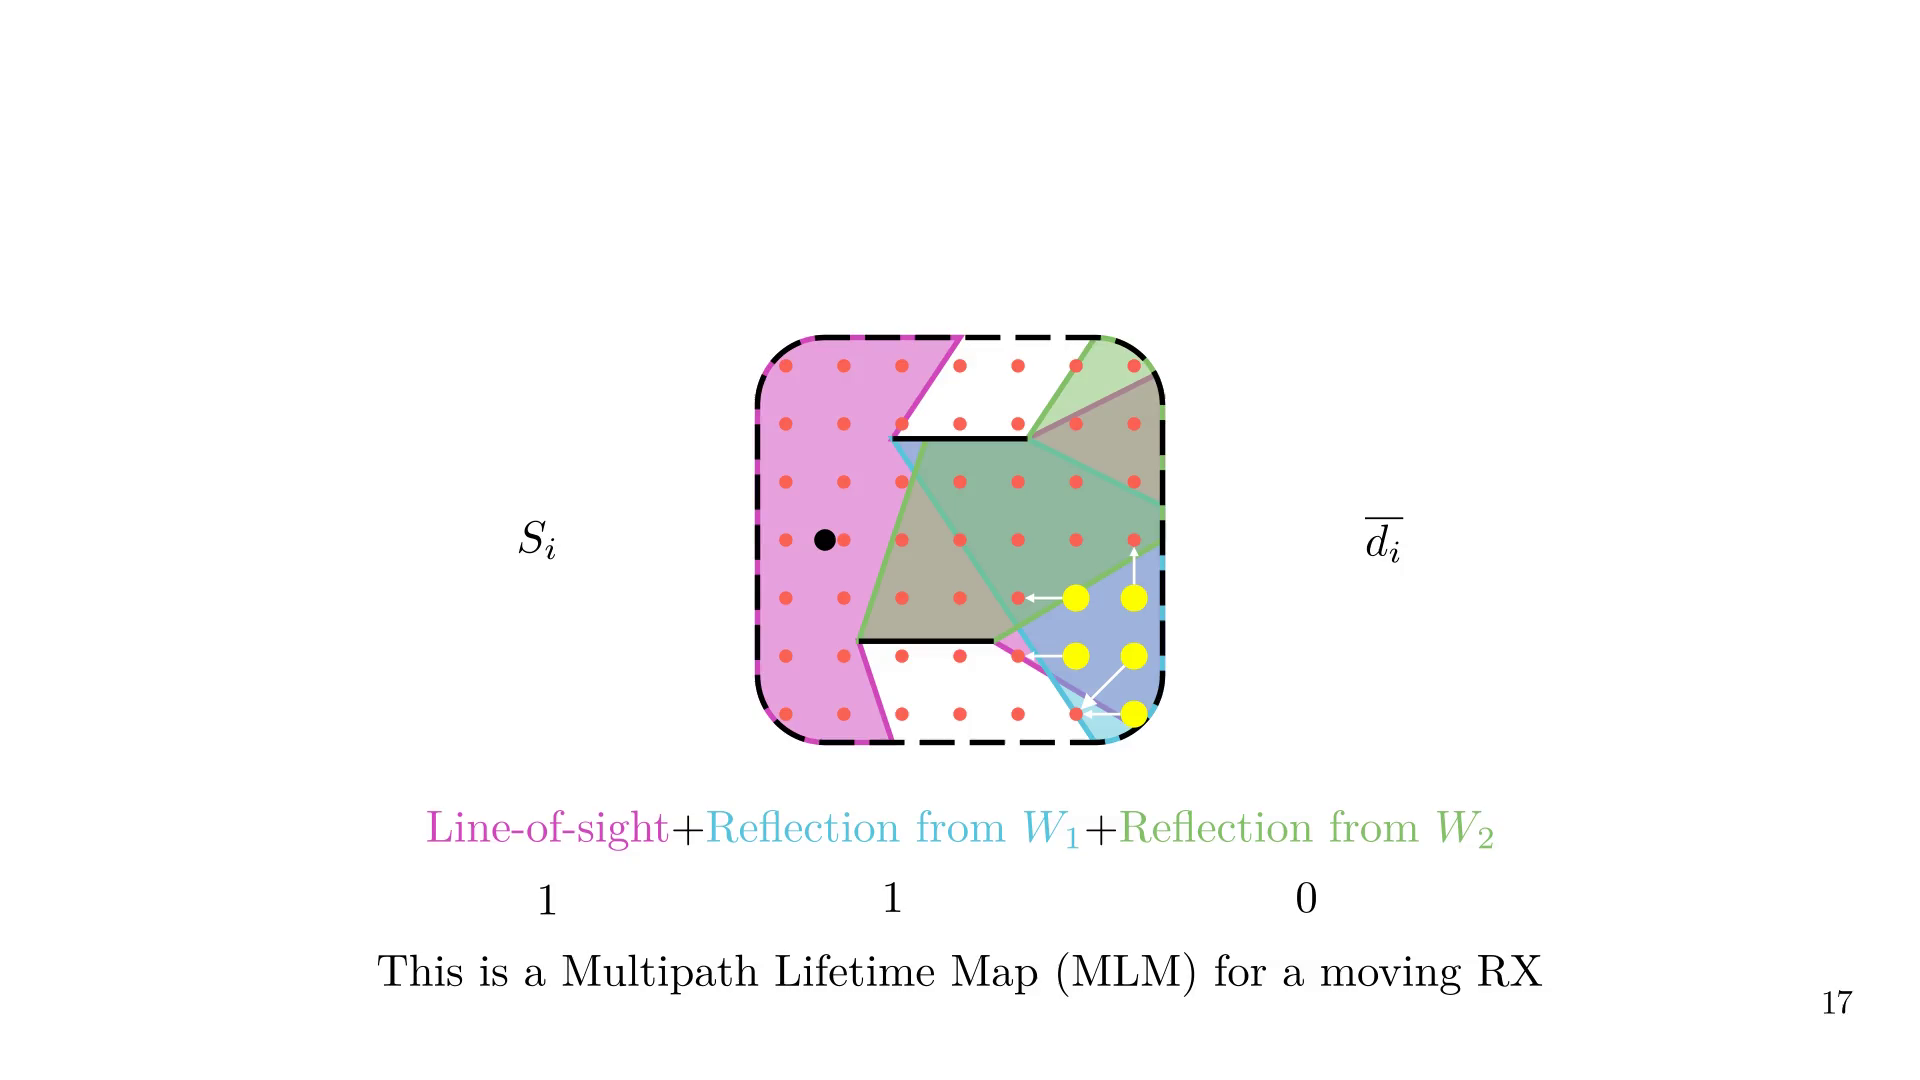 S_i
\overline{d_i}
Line-of-sight+Reflection from W_1+Reflection from W_2
1 1 0
This is a Multipath Lifetime Map (MLM) for a moving RX
17